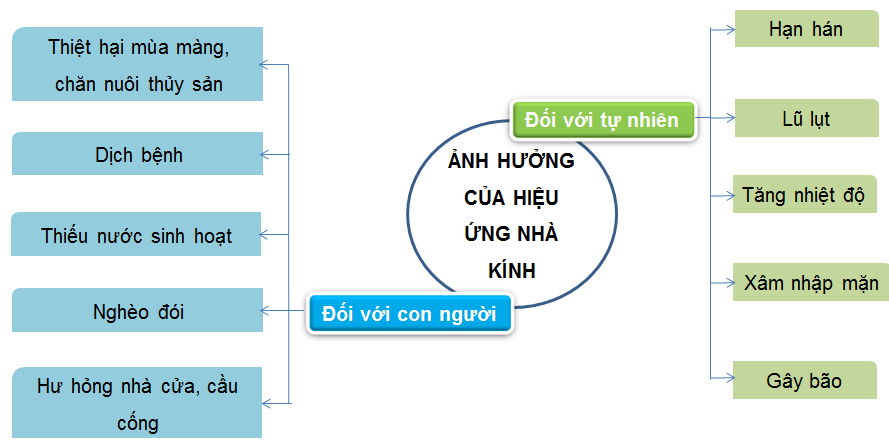 ẢNH HƯỞNG
CỦA HIỆU
ỨNG NHÀ
KÍNH
Đối với tự nhiên
Hạn hán
Lũ lụt
Tăng nhiệt độ
Xâm nhập mặn
Gây bão
Đối với con người
Thiệt hại mùa màng,
chăn nuôi thủy sản
Dịch bệnh
Thiếu nước sinh hoạt
Nghèo đói
Hư hỏng nhà cửa, cầu
cống